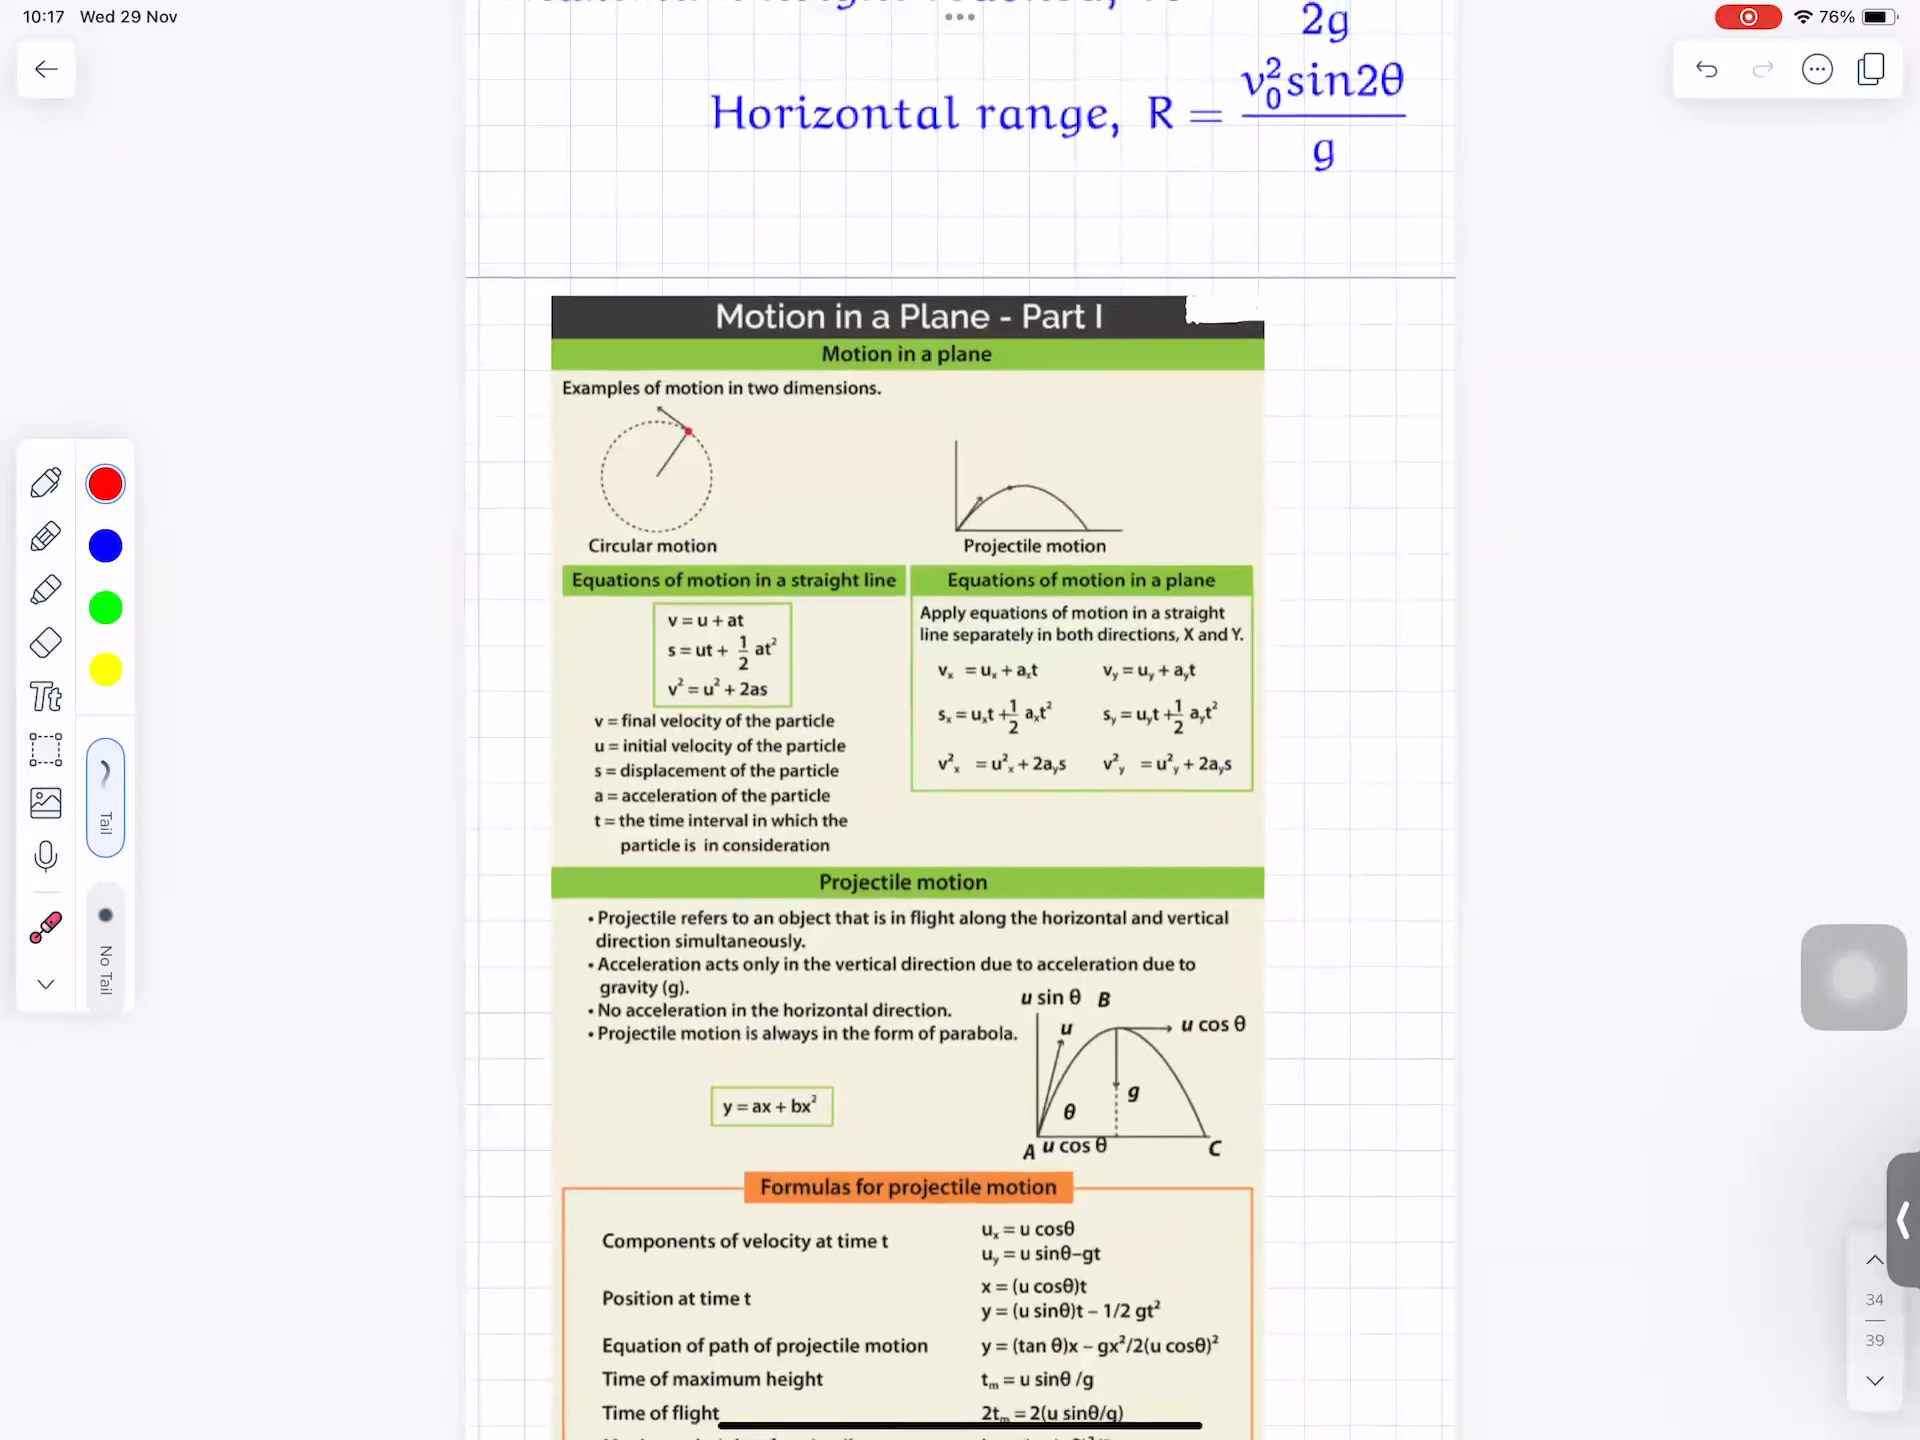 10:17 Wed 29 Nov
76%
2g
Horizontal range, R = v₀²sin2θ / g
Motion in a Plane - Part I
Motion in a plane
Examples of motion in two dimensions.
Circular motion
Projectile motion
Equations of motion in a straight line
v = u + at
s = ut + 1/2 at²
v² = u² + 2as
v = final velocity of the particle
u = initial velocity of the particle
s = displacement of the particle
a = acceleration of the particle
t = the time interval in which the
particle is in consideration
Equations of motion in a plane
Apply equations of motion in a straight
line separately in both directions, X and Y.
vₓ = uₓ + aₓt v_y = u_y + a_yt
sₓ = uₓt + 1/2 aₓt² s_y = u_yt + 1/2 a_yt²
v²ₓ = u²ₓ + 2a_ys v²_y = u²_y + 2a_ys
Projectile motion
• Projectile refers to an object that is in flight along the horizontal and vertical
direction simultaneously.
• Acceleration acts only in the vertical direction due to acceleration due to
gravity (g).
• No acceleration in the horizontal direction.
• Projectile motion is always in the form of parabola.
y = ax + bx²
u sin θ B
u
u cos θ
g
θ
A u cos θ C
Formulas for projectile motion
Components of velocity at time t
uₓ = u cosθ
u_y = u sinθ–gt
Position at time t
x = (u cosθ)t
y = (u sinθ)t – 1/2 gt²
Equation of path of projectile motion y = (tan θ)x – gx²/2(u cosθ)²
Time of maximum height tₘ = u sinθ /g
Time of flight 2tₘ = 2(u sinθ/g)
Tt
Tail
No Tail
34
39